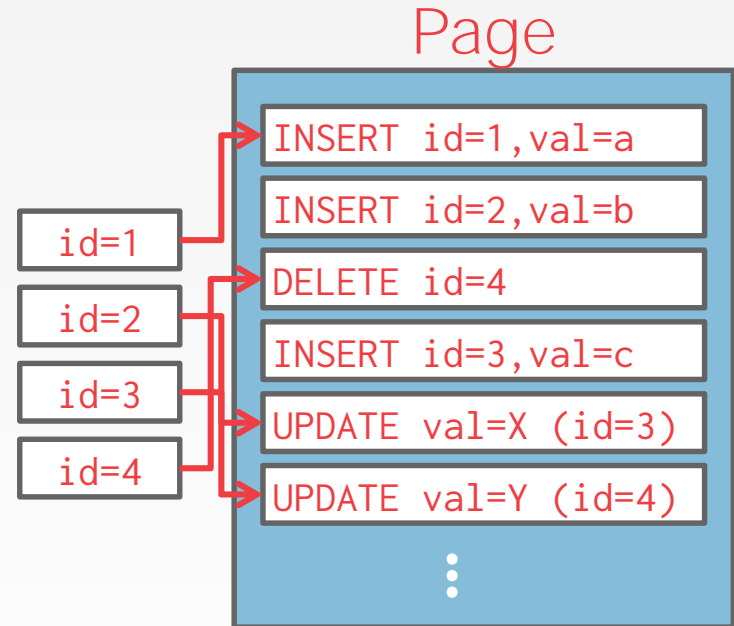 Page
INSERT id=1,val=a
INSERT id=2,val=b
DELETE id=4
INSERT id=3,val=c
UPDATE val=X (id=3)
UPDATE val=Y (id=4)
id=1
id=2
id=3
id=4